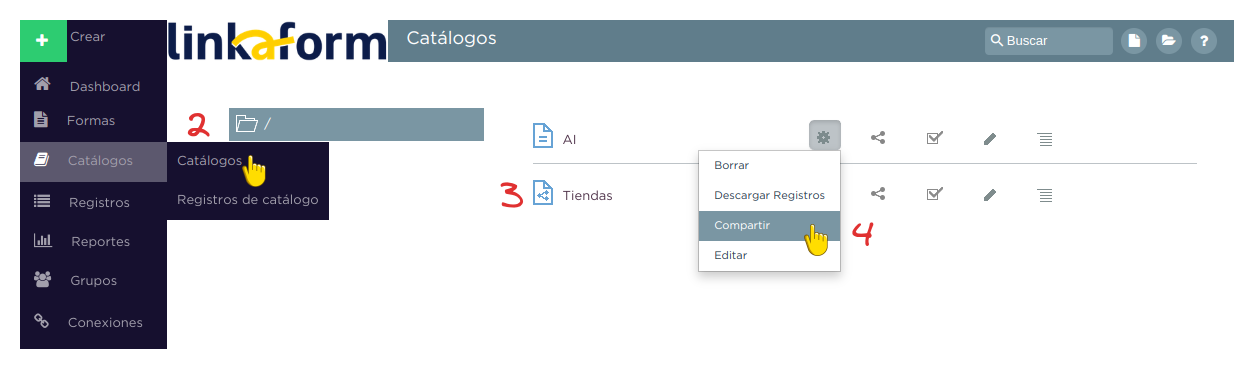 Crear
linkaform
Catálogos
Buscar
?
Dashboard
Formas
2
/
AI
Catálogos
Catálogos
Borrar
Registros
Registros de catálogo
3
Tiendas
Descargar Registros
Compartir
4
Reportes
Editar
Grupos
Conexiones